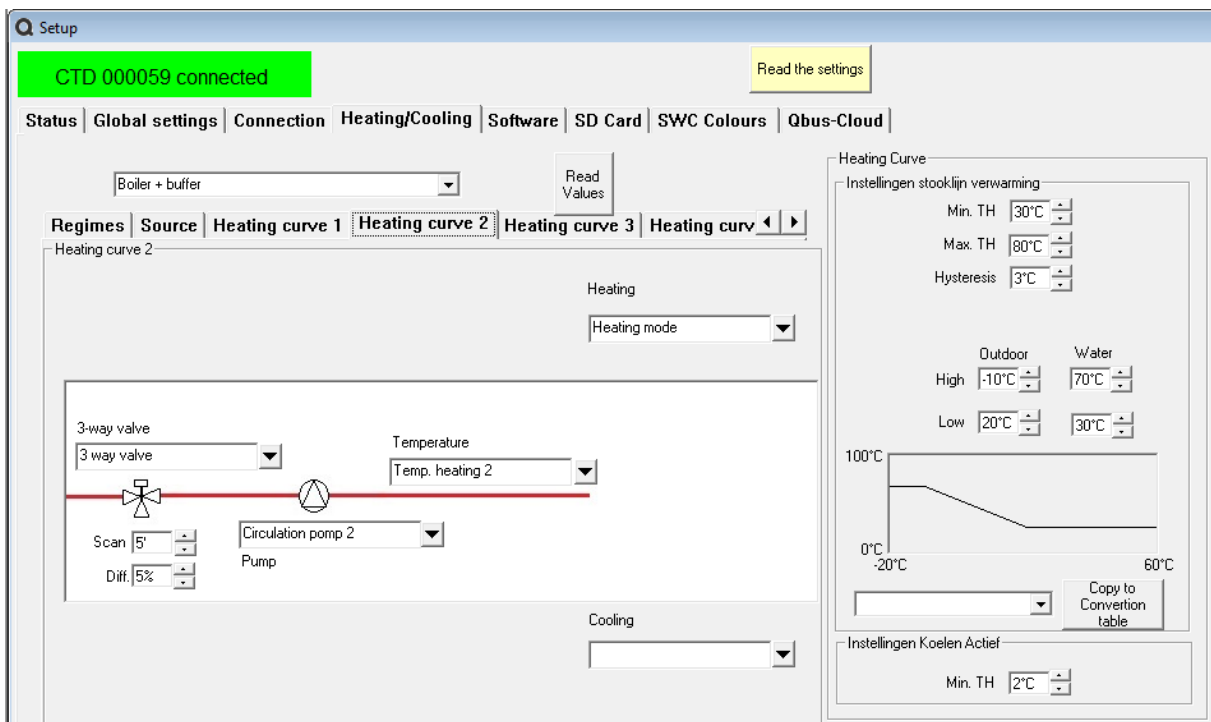 Setup
CTD 000059 connected
Read the settings
Status Global settings Connection Heating/Cooling Software SD Card SWC Colours Qbus-Cloud
Boiler + buffer
Read
Values
Regimes Source Heating curve 1 Heating curve 2 Heating curve 3 Heating curv
Heating curve 2
Heating
Heating mode
3-way valve
3 way valve
Temperature
Temp. heating 2
Scan 5'
Diff. 5%
Circulation pomp 2
Pump
Cooling
Heating Curve
Instellingen stooklijn verwarming
Min. TH 30°C
Max. TH 80°C
Hysteresis 3°C
Outdoor Water
High -10°C 70°C
Low 20°C 30°C
100°C
0°C
-20°C 60°C
Copy to
Convertion
table
Instellingen Koelen Actief
Min. TH 2°C